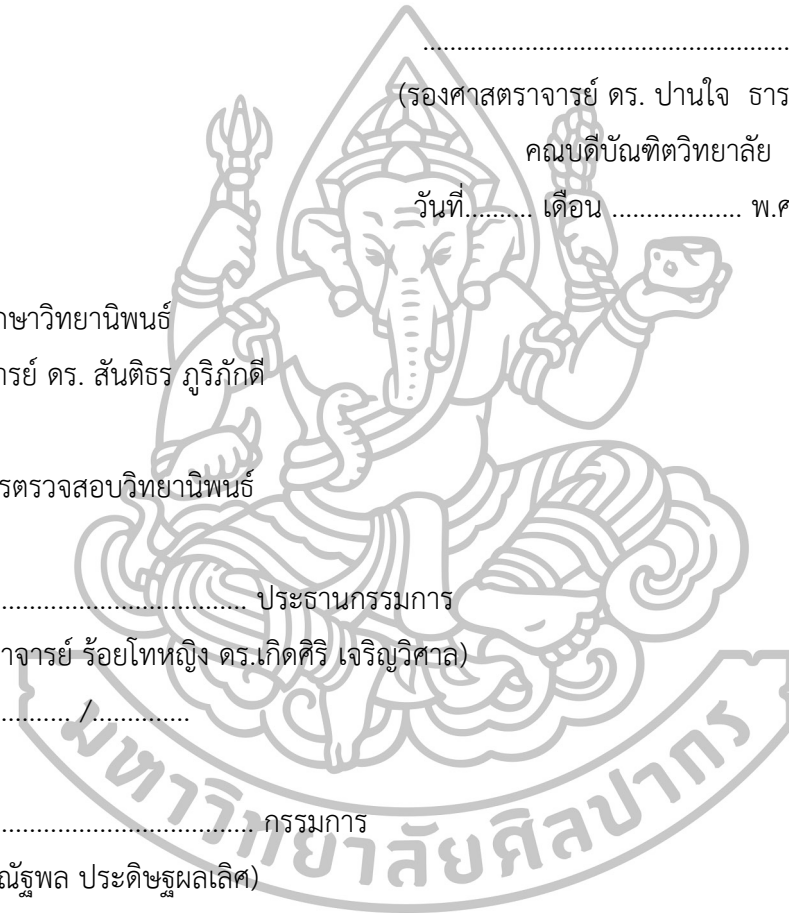 ....................................................
(รองศาสตราจารย์ ดร. ปานใจ ธาร
คณบดีบัณฑิตวิทยาลัย
วันที่.......... เดือน ................... พ.ศ
าษาวิทยานิพนธ์
ารย์ ดร. สันติธร ภูริภักดี
รตรวจสอบวิทยานิพนธ์
.................................... ประธานกรรมการ
าจารย์ ร้อยโทหญิง ดร.เกิดศิริ เจริญวิศาล)
.......... /..............
..................................... กรรมการ
ณัฐพล ประดิษฐผลเลิศ)
มหาวิทยาลัยศิลปากร